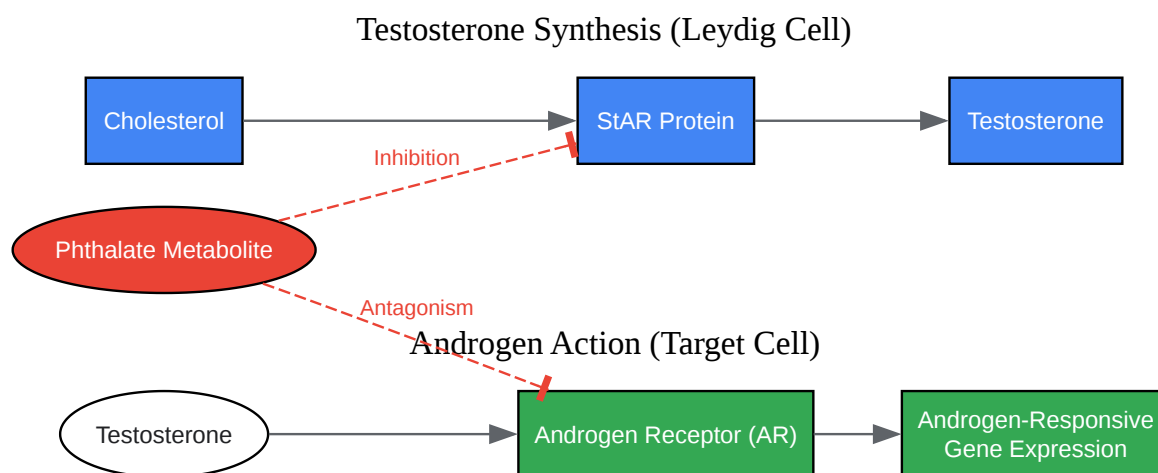 Testosterone Synthesis (Leydig Cell)
Cholesterol
StAR Protein
Testosterone
Inhibition
Phthalate Metabolite
Antagonism
Androgen Action (Target Cell)
Testosterone
Androgen Receptor (AR)
Androgen-Responsive
Gene Expression